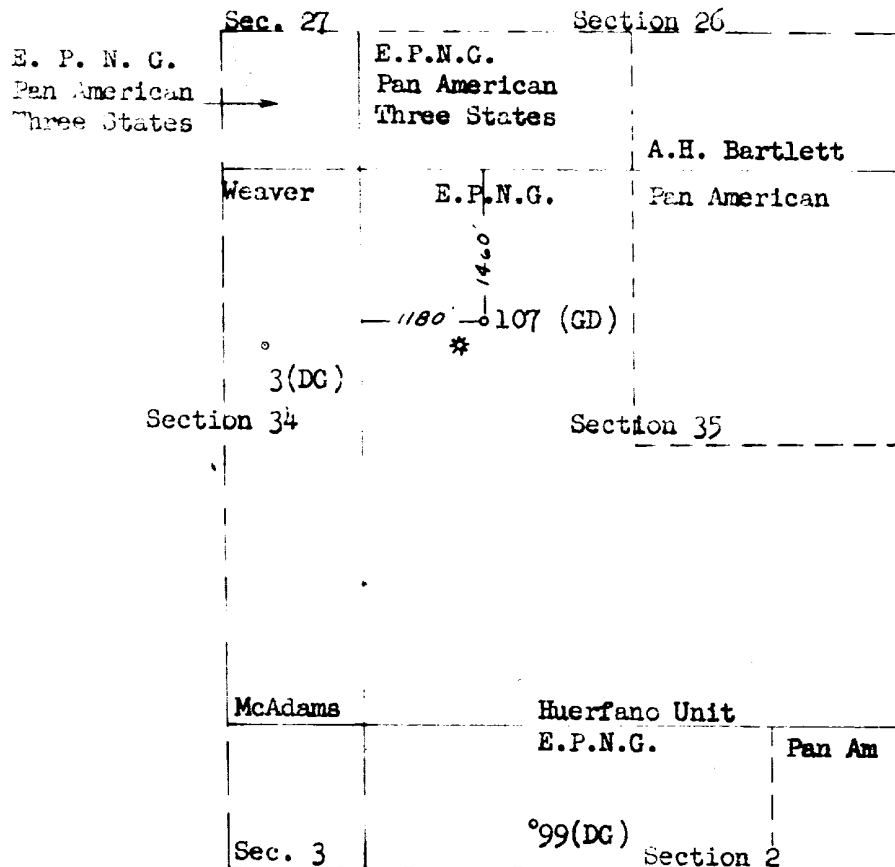 Sec. 27
Section 26
E. P. N. G.
Pan American
Three States
E.P.N.G.
Pan American
Three States
A.H. Bartlett
Weaver
E.P.N.G.
Pan American
1460'
1180'
107 (GD)
3(DG)
Section 34
Section 35
McAdams
Huerfano Unit
E.P.N.G.
Pan Am
99(DG)
Sec. 3
Section 2